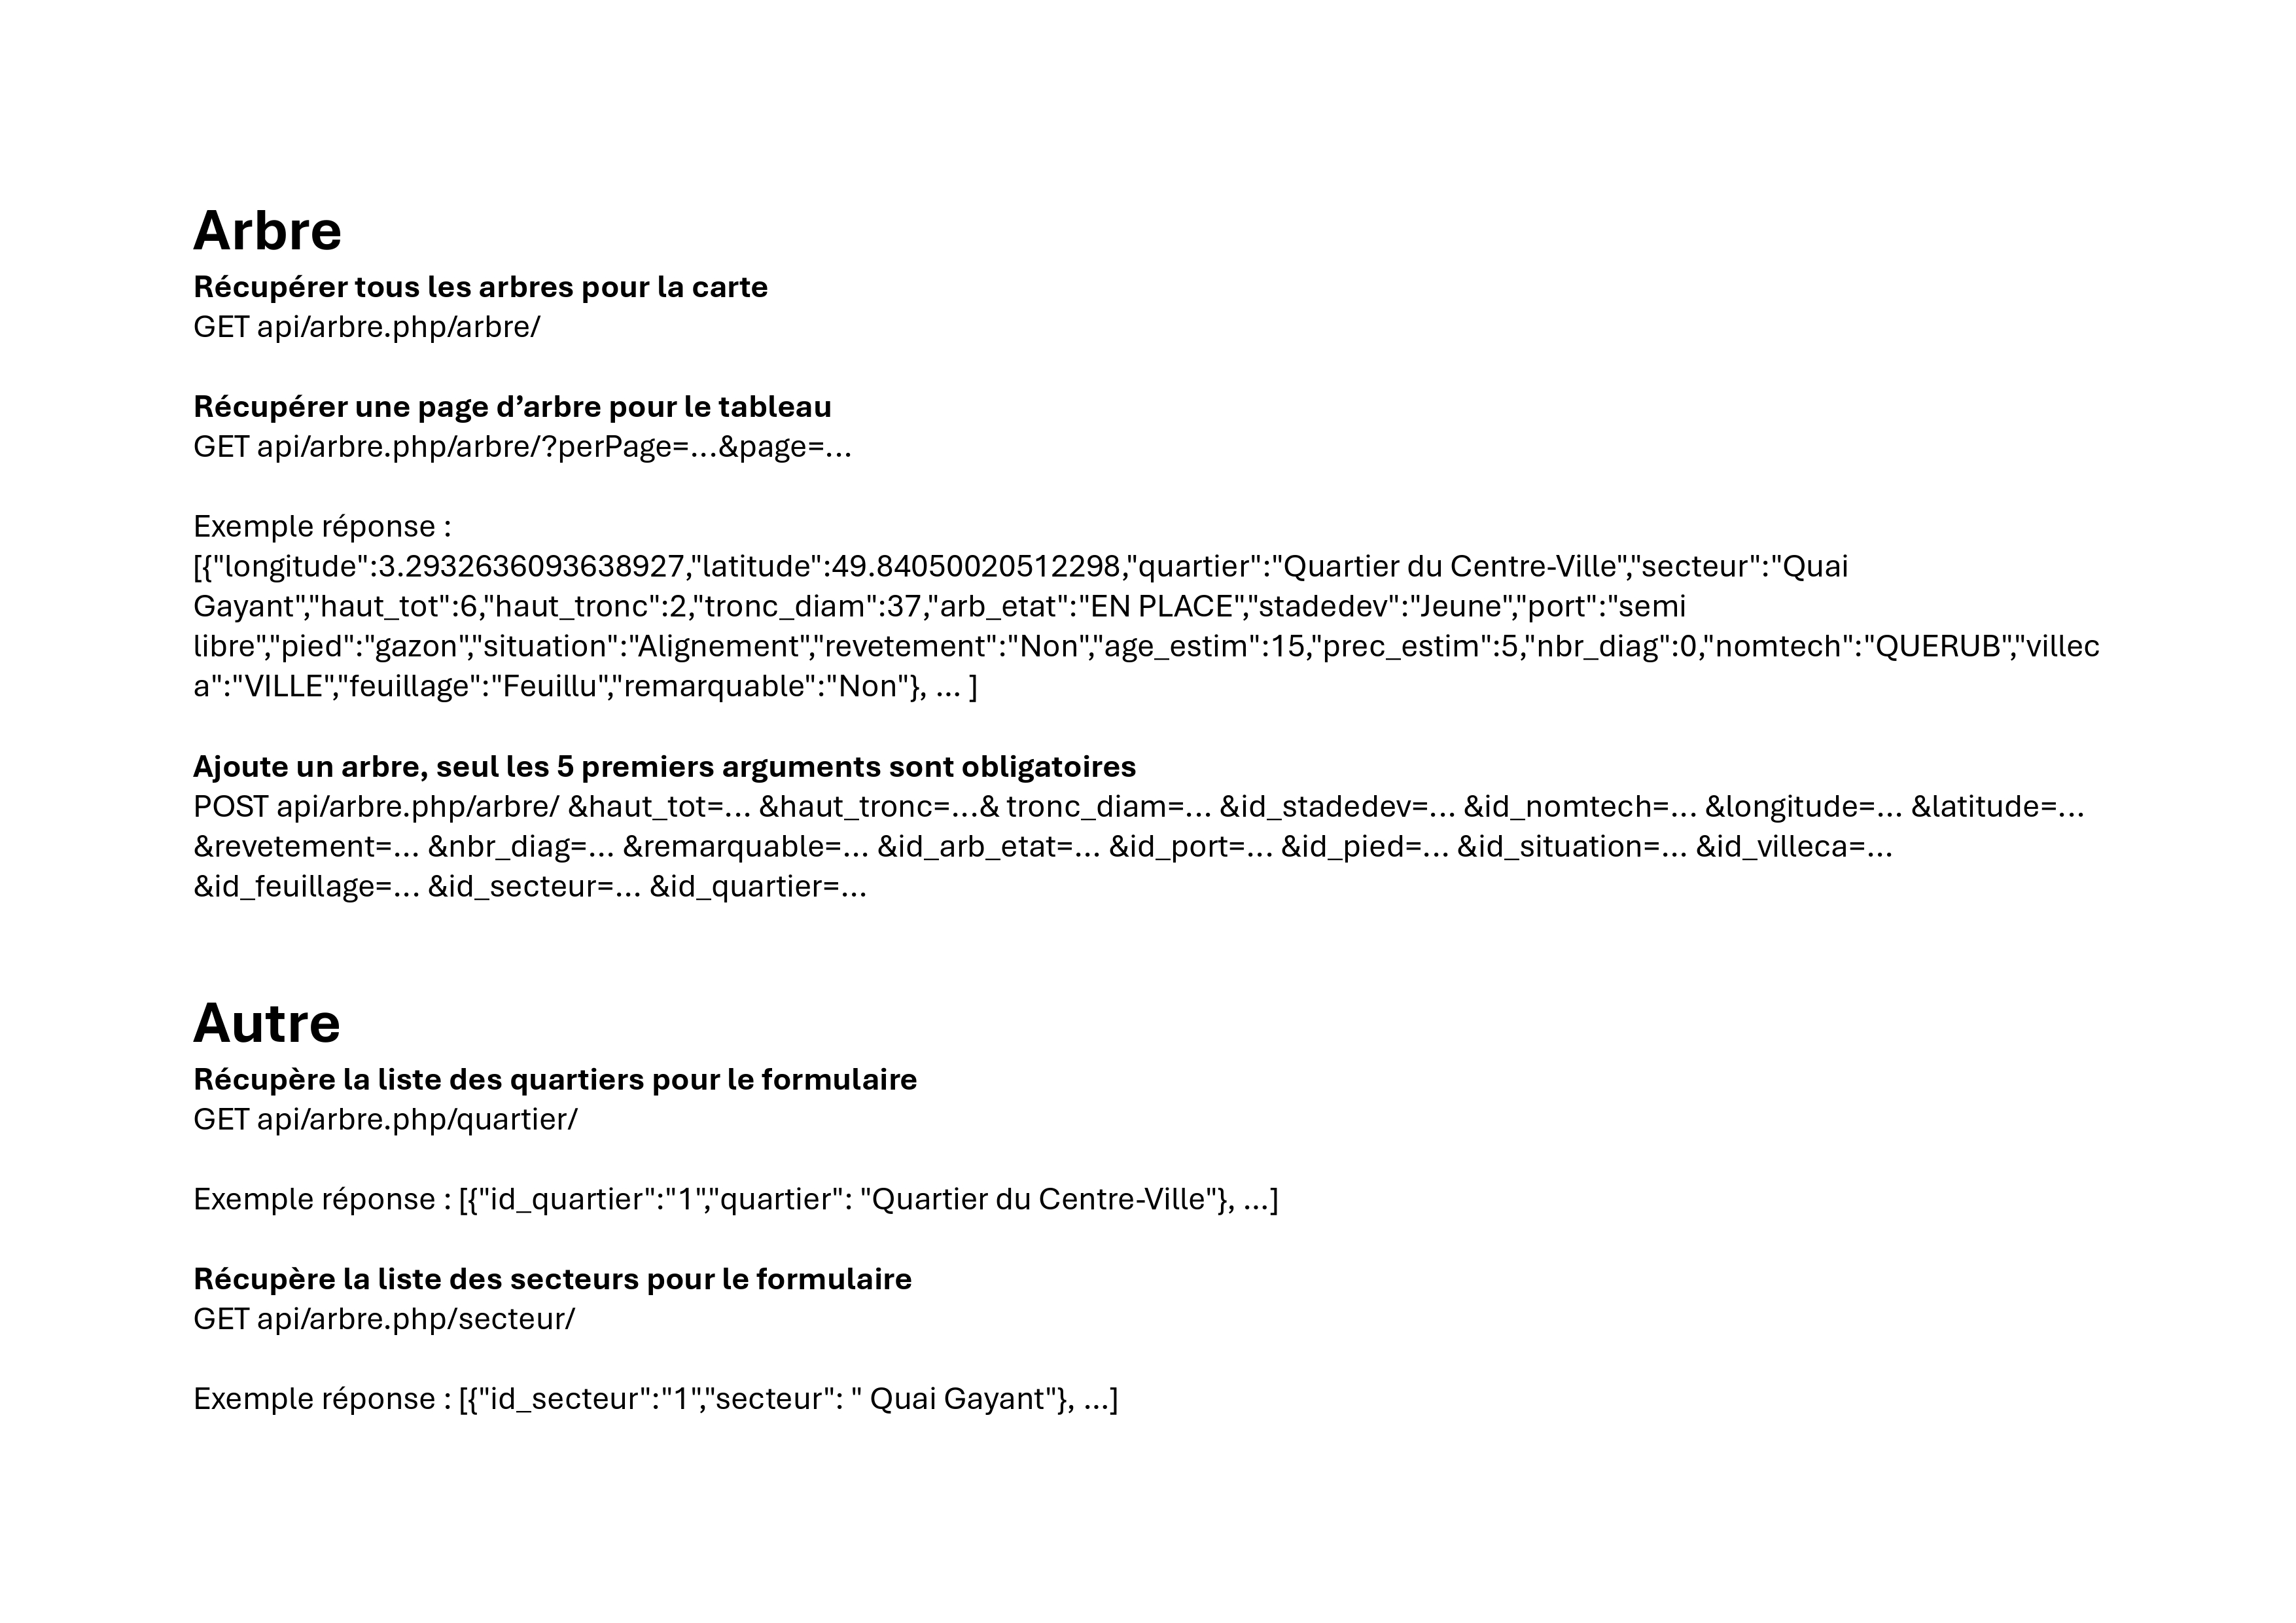 Arbre
Récupérer tous les arbres pour la carte
GET api/arbre.php/arbre/
Récupérer une page d’arbre pour le tableau
GET api/arbre.php/arbre/?perPage=…&page=…
Exemple réponse :
[{"longitude":3.2932636093638927,"latitude":49.84050020512298,"quartier":"Quartier du Centre-Ville","secteur":"Quai
Gayant","haut_tot":6,"haut_tronc":2,"tronc_diam":37,"arb_etat":"EN PLACE","stadedev":"Jeune","port":"semi
libre","pied":"gazon","situation":"Alignement","revetement":"Non","age_estim":15,"prec_estim":5,"nbr_diag":0,"nomtech":"QUERUB","villec
a":"VILLE","feuillage":"Feuillu","remarquable":"Non"}, … ]
Ajoute un arbre, seul les 5 premiers arguments sont obligatoires
POST api/arbre.php/arbre/ &haut_tot=… &haut_tronc=…& tronc_diam=… &id_stadedev=… &id_nomtech=… &longitude=… &latitude=…
&revetement=… &nbr_diag=… &remarquable=… &id_arb_etat=… &id_port=… &id_pied=… &id_situation=… &id_villeca=…
&id_feuillage=… &id_secteur=… &id_quartier=…
Autre
Récupère la liste des quartiers pour le formulaire
GET api/arbre.php/quartier/
Exemple réponse : [{"id_quartier":"1","quartier": "Quartier du Centre-Ville"}, …]
Récupère la liste des secteurs pour le formulaire
GET api/arbre.php/secteur/
Exemple réponse : [{"id_secteur":"1","secteur": " Quai Gayant"}, …]